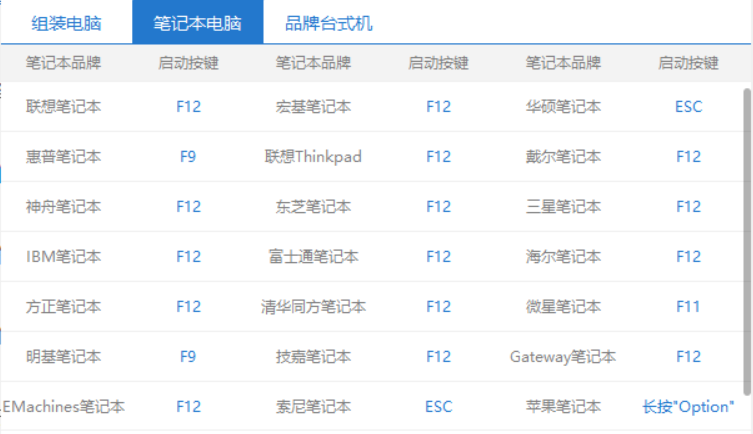 组装电脑 笔记本电脑 品牌台式机
笔记本品牌 启动按键 笔记本品牌 启动按键 笔记本品牌 启动按键
联想笔记本 F12 宏基笔记本 F12 华硕笔记本 ESC
惠普笔记本 F9 联想Thinkpad F12 戴尔笔记本 F12
神舟笔记本 F12 东芝笔记本 F12 三星笔记本 F12
IBM笔记本 F12 富士通笔记本 F12 海尔笔记本 F12
方正笔记本 F12 清华同方笔记本 F12 微星笔记本 F11
明基笔记本 F9 技嘉笔记本 F12 Gateway笔记本 F12
EMachines笔记本 F12 索尼笔记本 ESC 苹果笔记本 长按"Option"